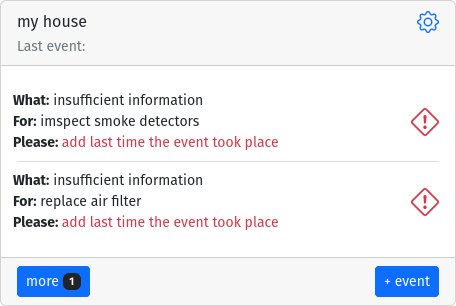 my house
Last event:
What: insufficient information
For: imspect smoke detectors
Please: add last time the event took place
What: insufficient information
For: replace air filter
Please: add last time the event took place
more 1
+ event